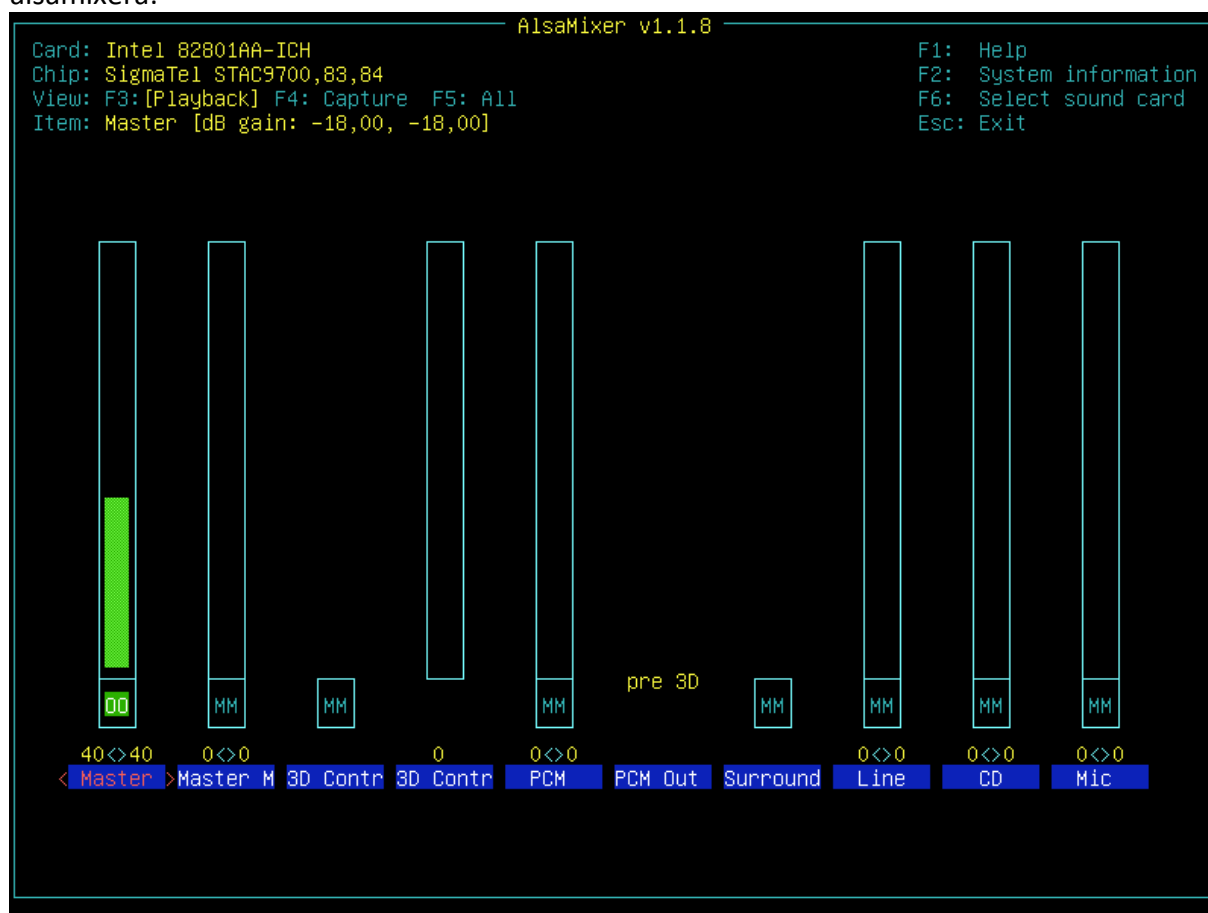 alsamixeru.
AlsaMixer v1.1.8
Card: Intel 82801AA-ICH
F1: Help
Chip: SigmaTel STAC9700,83,84
F2: System information
View: F3:[Playback] F4: Capture F5: All
F6: Select sound card
Item: Master [dB gain: -18,00, -18,00]
Esc: Exit
pre 3D
OO MM MM MM MM MM MM MM
40<>40 0<>0 0 0<>0 0<>0 0<>0 0<>0
< Master >Master M 3D Contr 3D Contr PCM PCM Out Surround Line CD Mic